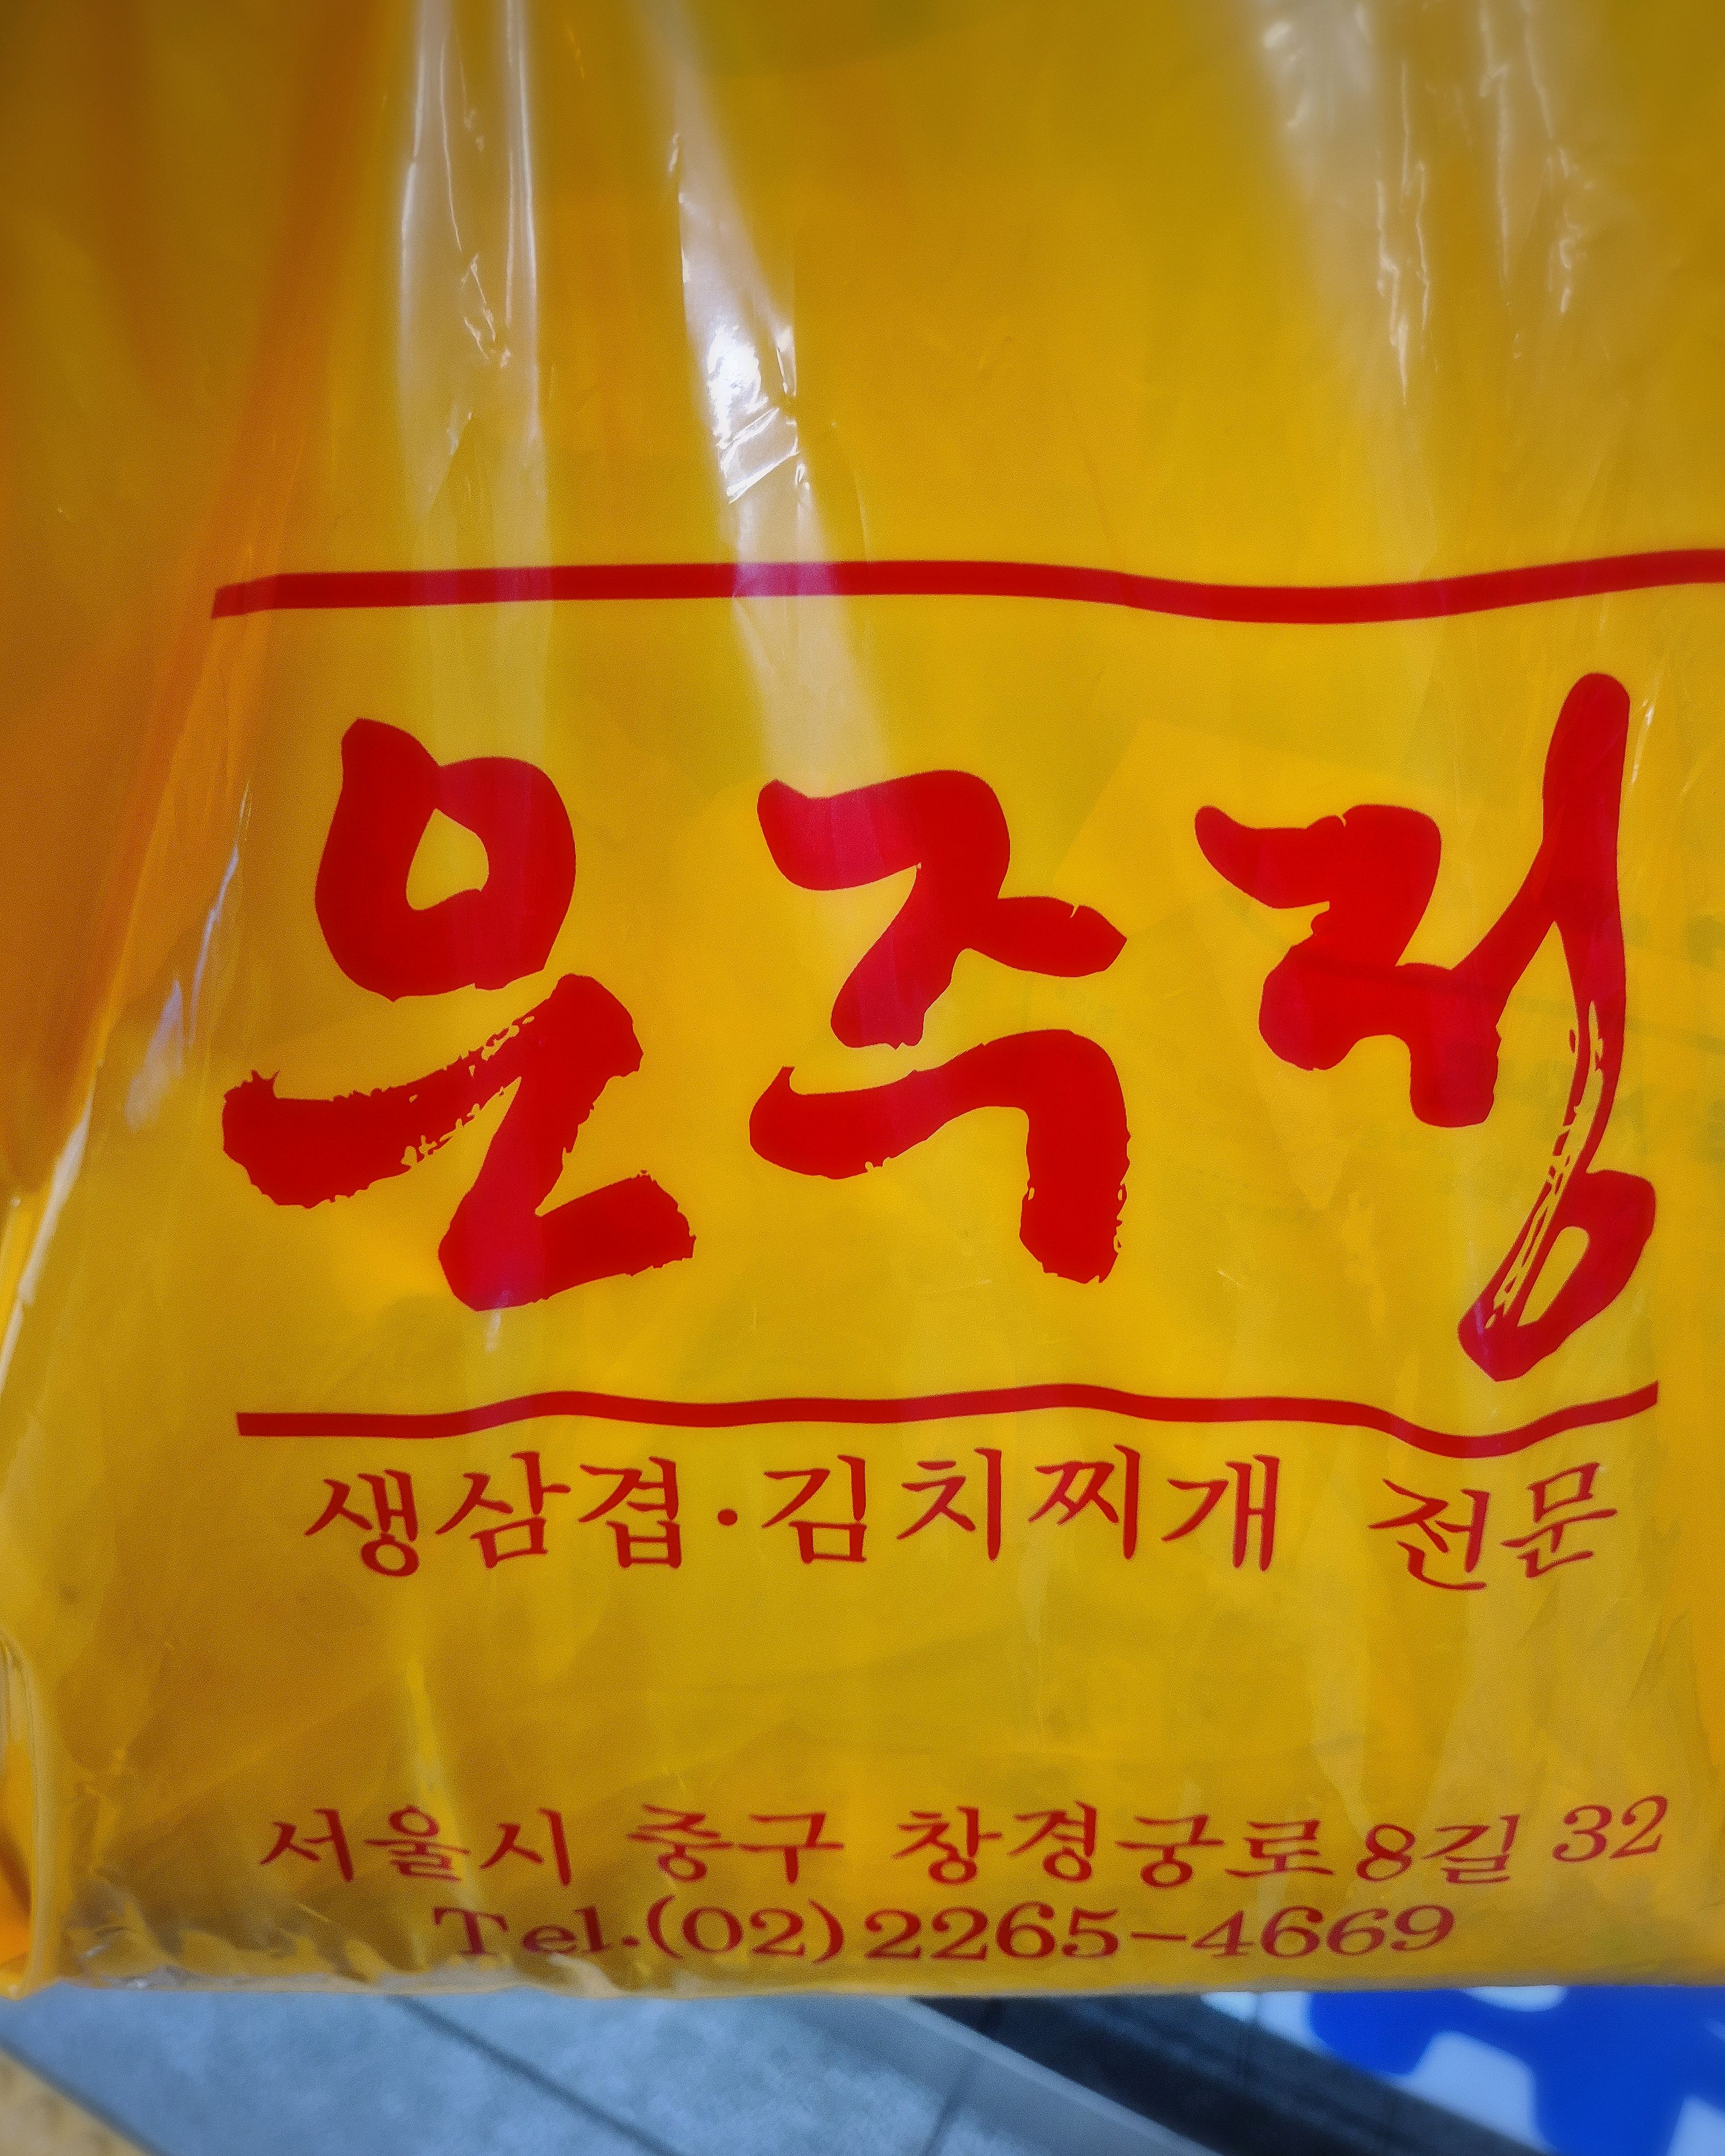 은주정
생삼겹·김치찌개 전문
서울시 중구 창경궁로8길 32
Tel.(02)2265-4669